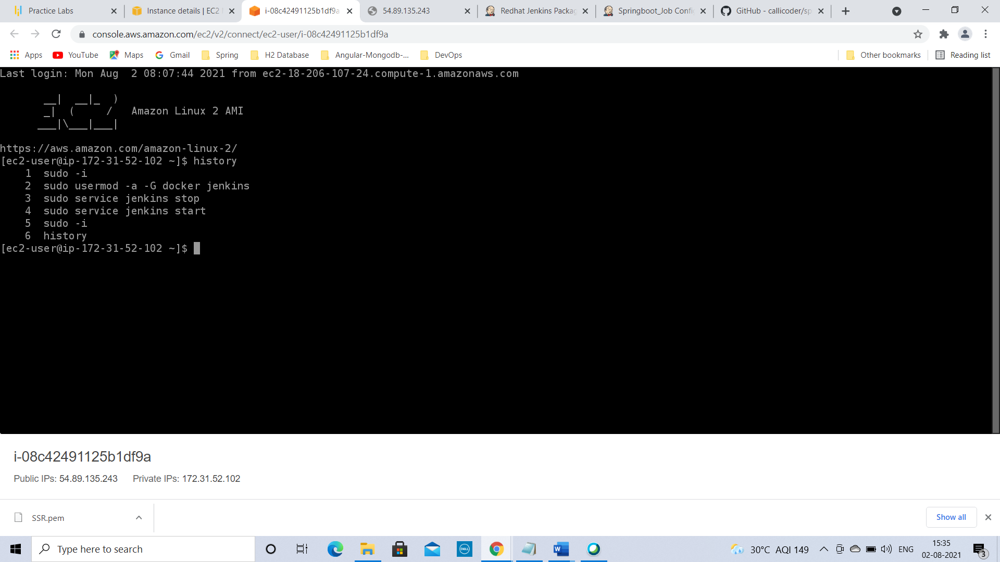 Practice Labs
Instance details | EC2
i-08c42491125b1df9a
54.89.135.243
Redhat Jenkins Packag
Springboot_Job Config
GitHub - callicoder/sp
console.aws.amazon.com/ec2/v2/connect/ec2-user/i-08c42491125b1df9a
Apps YouTube Maps Gmail Spring H2 Database Angular-Mongodb-... DevOps Other bookmarks Reading list
Last login: Mon Aug  2 08:07:44 2021 from ec2-18-206-107-24.compute-1.amazonaws.com
       __|  __|_  )
       _|  (     /   Amazon Linux 2 AMI
      ___|\___|___|
https://aws.amazon.com/amazon-linux-2/
[ec2-user@ip-172-31-52-102 ~]$ history
    1  sudo -i
    2  sudo usermod -a -G docker jenkins
    3  sudo service jenkins stop
    4  sudo service jenkins start
    5  sudo -i
    6  history
[ec2-user@ip-172-31-52-102 ~]$
i-08c42491125b1df9a
Public IPs: 54.89.135.243 Private IPs: 172.31.52.102
SSR.pem
Show all
Type here to search
DELL
W
30°C AQI 149
ENG
15:35
02-08-2021
3